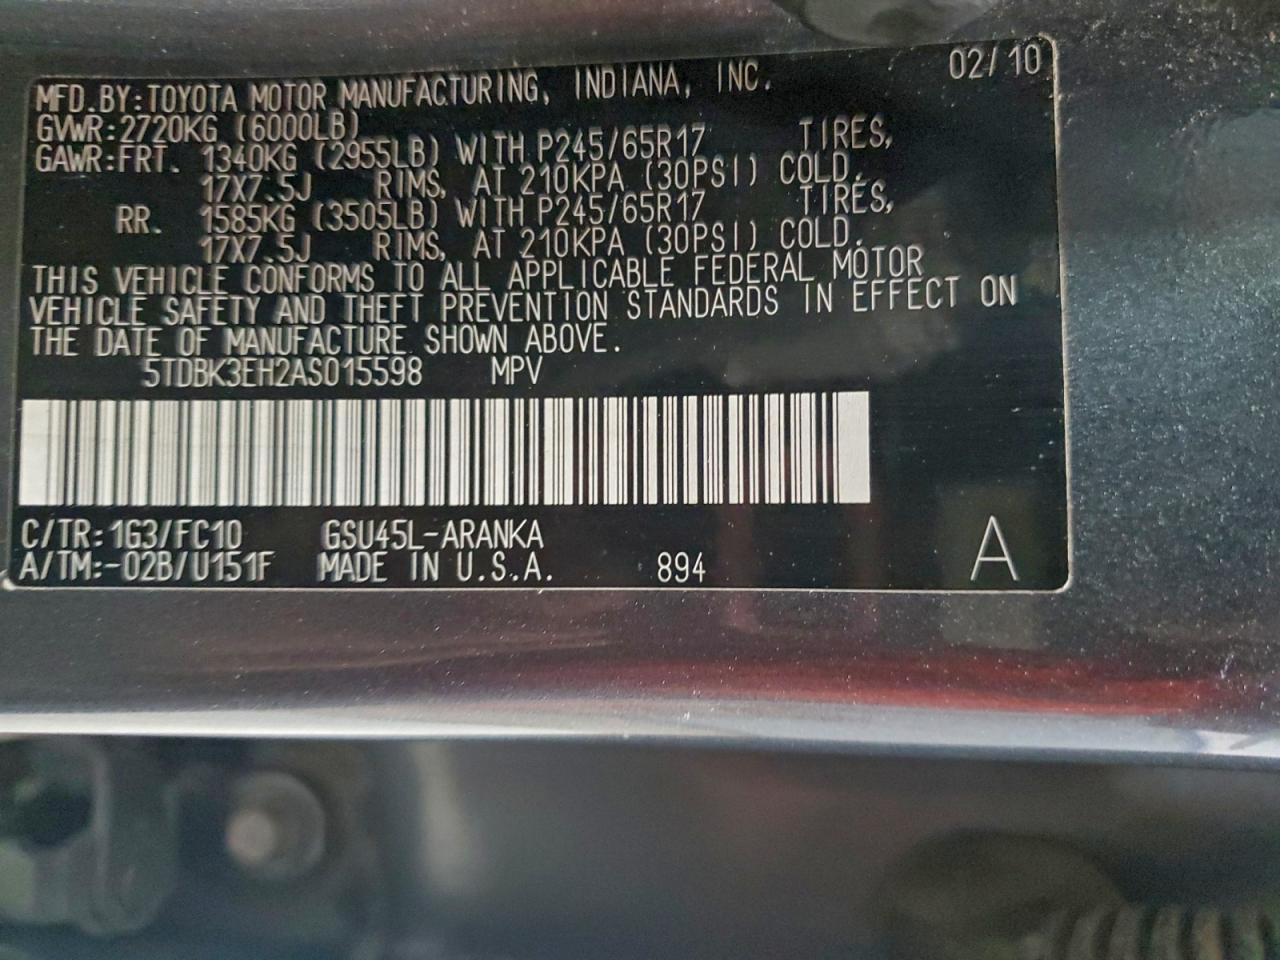 02/10
MFD.BY:TOYOTA MOTOR MANUFACTURING, INDIANA, INC.
GVWR:2720KG (6000LB)
GAWR:FRT. 1340KG (2955LB) WITH P245/65R17 TIRES,
17X7.5J RIMS, AT 210KPA (30PSI) COLD.
RR. 1585KG (3505LB) WITH P245/65R17 TIRES,
17X7.5J RIMS, AT 210KPA (30PSI) COLD.
THIS VEHICLE CONFORMS TO ALL APPLICABLE FEDERAL MOTOR
VEHICLE SAFETY AND THEFT PREVENTION STANDARDS IN EFFECT ON
THE DATE OF MANUFACTURE SHOWN ABOVE.
5TDBK3EH2AS015598 MPV
C/TR:1G3/FC10 GSU45L-ARANKA
A/TM:-02B/U151F MADE IN U.S.A. 894
A